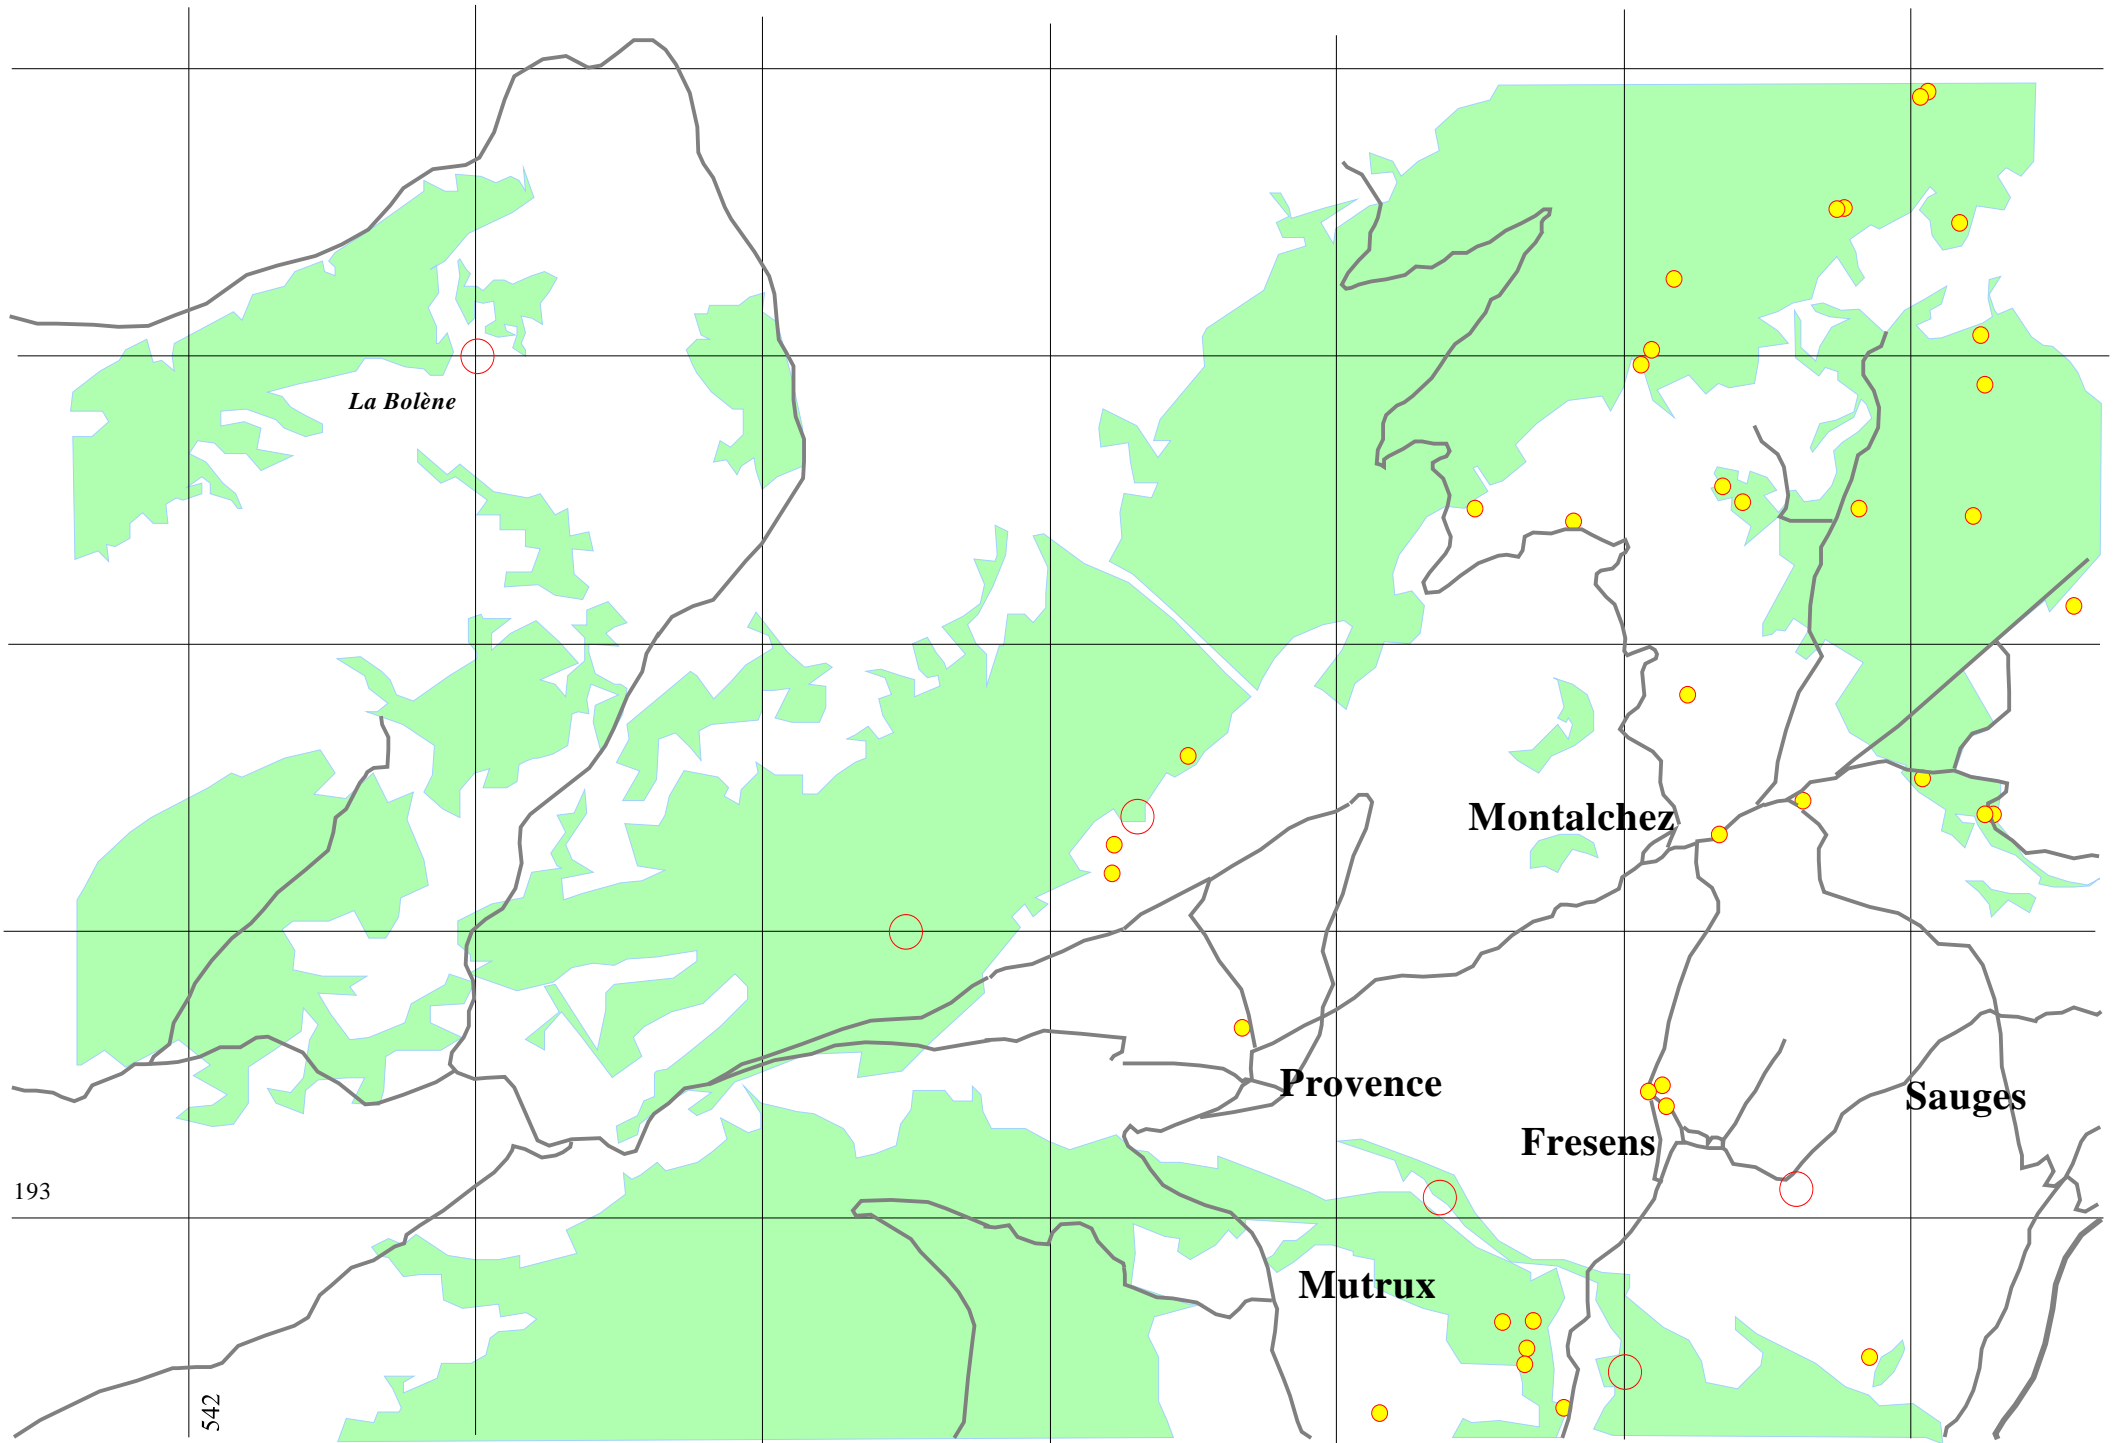 La Bolène
Montalchez
Provence
Sauges
Fresens
193
Mutrux
542